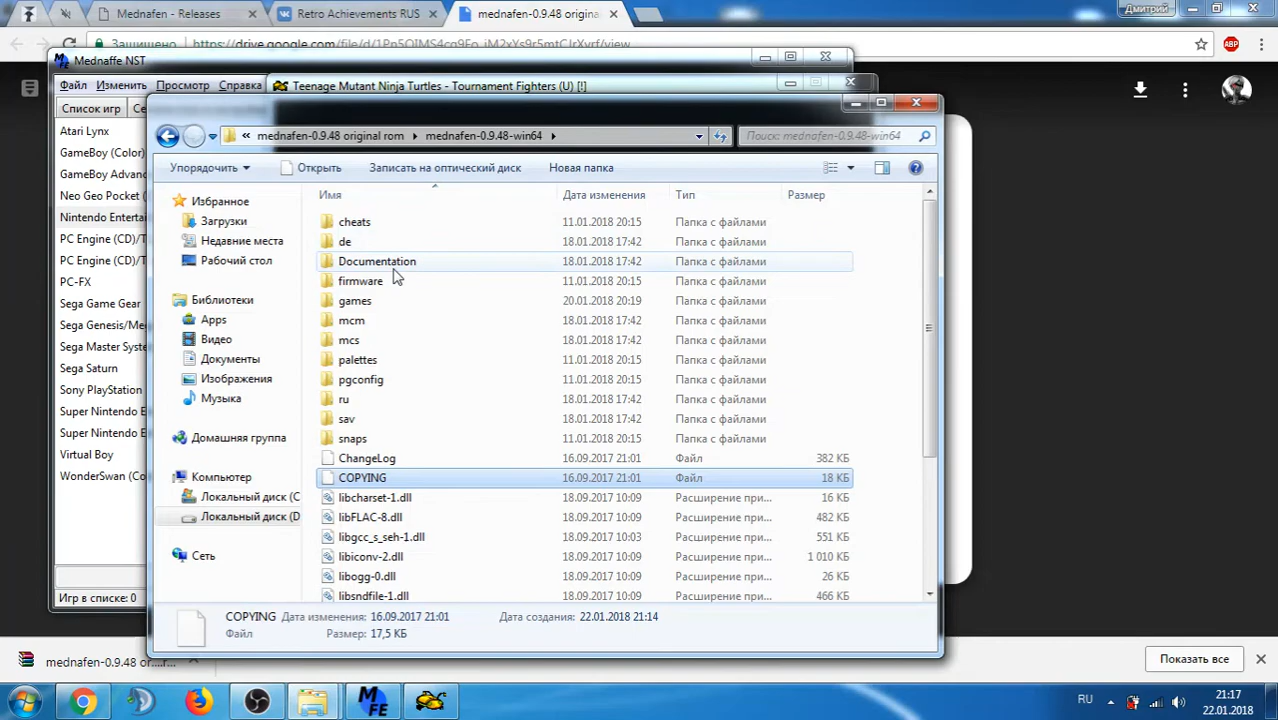 Mednafen - Releases
Retro Achievements RUS
mednafen-0.9.48 origina
Дмитрий
Защищено
https://drive.google.com/file/d/1Pn5QIMS4cq9Fo_iM2xYs9r5mtCJrXvrf/view
ABP
Mednaffe NST
Файл Изменить Просмотр Справка
Teenage Mutant Ninja Turtles - Tournament Fighters (U) [!]
Список игр
Се
Atari Lynx
GameBoy (Color)
GameBoy Advan
Neo Geo Pocket (
Nintendo Enterta
PC Engine (CD)/T
PC Engine (CD)/T
PC-FX
Sega Game Gear
Sega Genesis/Me
Sega Master Syste
Sega Saturn
Sony PlayStation
Super Nintendo E
Super Nintendo E
Virtual Boy
WonderSwan (Co
Игр в списке: 0
« mednafen-0.9.48 original rom
mednafen-0.9.48-win64
Поиск: mednafen-0.9.48-win64
Упорядочить
Открыть
Записать на оптический диск
Новая папка
Избранное
Загрузки
Недавние места
Рабочий стол
Библиотеки
Apps
Видео
Документы
Изображения
Музыка
Домашняя группа
Компьютер
Локальный диск (C
Локальный диск (D
Сеть
Имя Дата изменения Тип Размер
cheats 11.01.2018 20:15 Папка с файлами
de 18.01.2018 17:42 Папка с файлами
Documentation 18.01.2018 17:42 Папка с файлами
firmware 11.01.2018 20:15 Папка с файлами
games 20.01.2018 20:19 Папка с файлами
mcm 18.01.2018 17:42 Папка с файлами
mcs 18.01.2018 17:42 Папка с файлами
palettes 11.01.2018 20:15 Папка с файлами
pgconfig 11.01.2018 20:15 Папка с файлами
ru 18.01.2018 17:42 Папка с файлами
sav 18.01.2018 17:42 Папка с файлами
snaps 11.01.2018 20:15 Папка с файлами
ChangeLog 16.09.2017 21:01 Файл 382 КБ
COPYING 16.09.2017 21:01 Файл 18 КБ
libcharset-1.dll 18.09.2017 10:09 Расширение при... 16 КБ
libFLAC-8.dll 18.09.2017 10:09 Расширение при... 482 КБ
libgcc_s_seh-1.dll 18.09.2017 10:03 Расширение при... 551 КБ
libiconv-2.dll 18.09.2017 10:09 Расширение при... 1 010 КБ
libogg-0.dll 18.09.2017 10:09 Расширение при... 26 КБ
libsndfile-1.dll 18.09.2017 10:09 Расширение при... 466 КБ
COPYING Дата изменения: 16.09.2017 21:01 Дата создания: 22.01.2018 21:14
Файл Размер: 17,5 КБ
mednafen-0.9.48 or....r...
Показать все
MFE
RU
21:17
22.01.2018